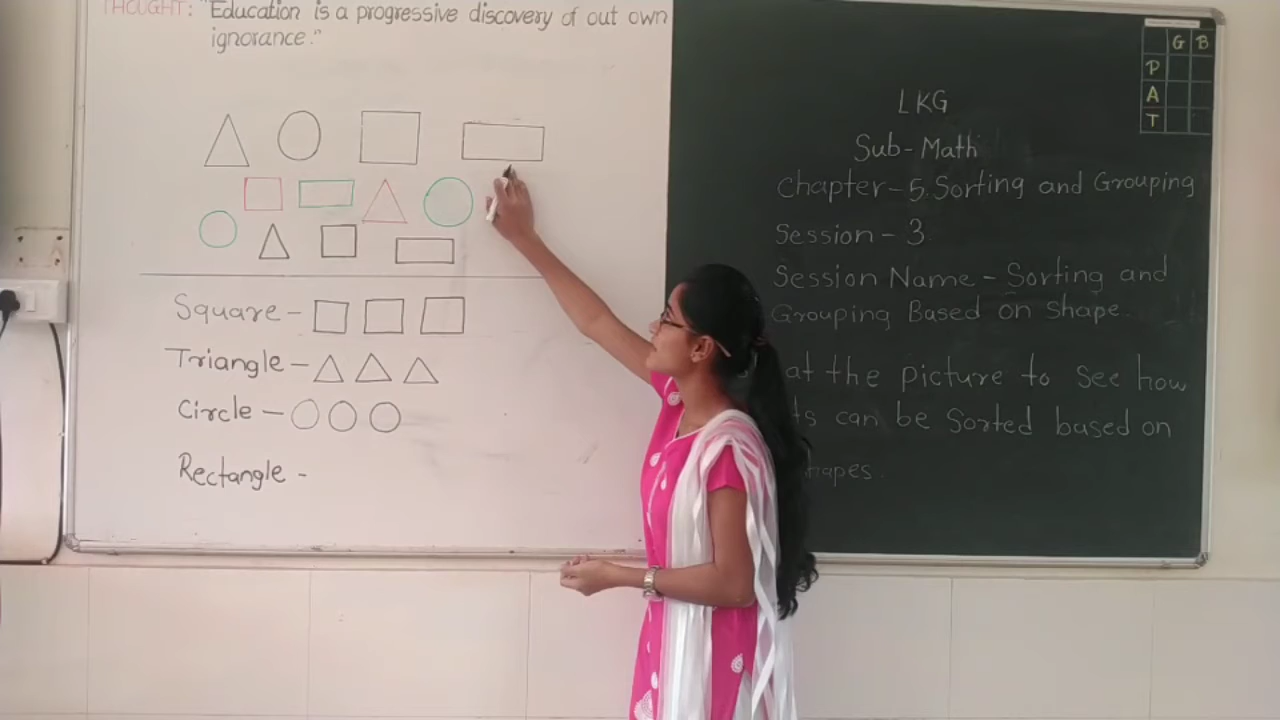 THOUGHT: "Education is a progressive discovery of out own
ignorance."
Square -
Triangle -
Circle -
Rectangle -
G B
P
A
T
LKG
Sub- Math
Chapter- 5 Sorting and Grouping
Session - 3
Session Name - Sorting and
Grouping Based on shape.
at the picture to see how
ts can be Sorted based on
hapes.